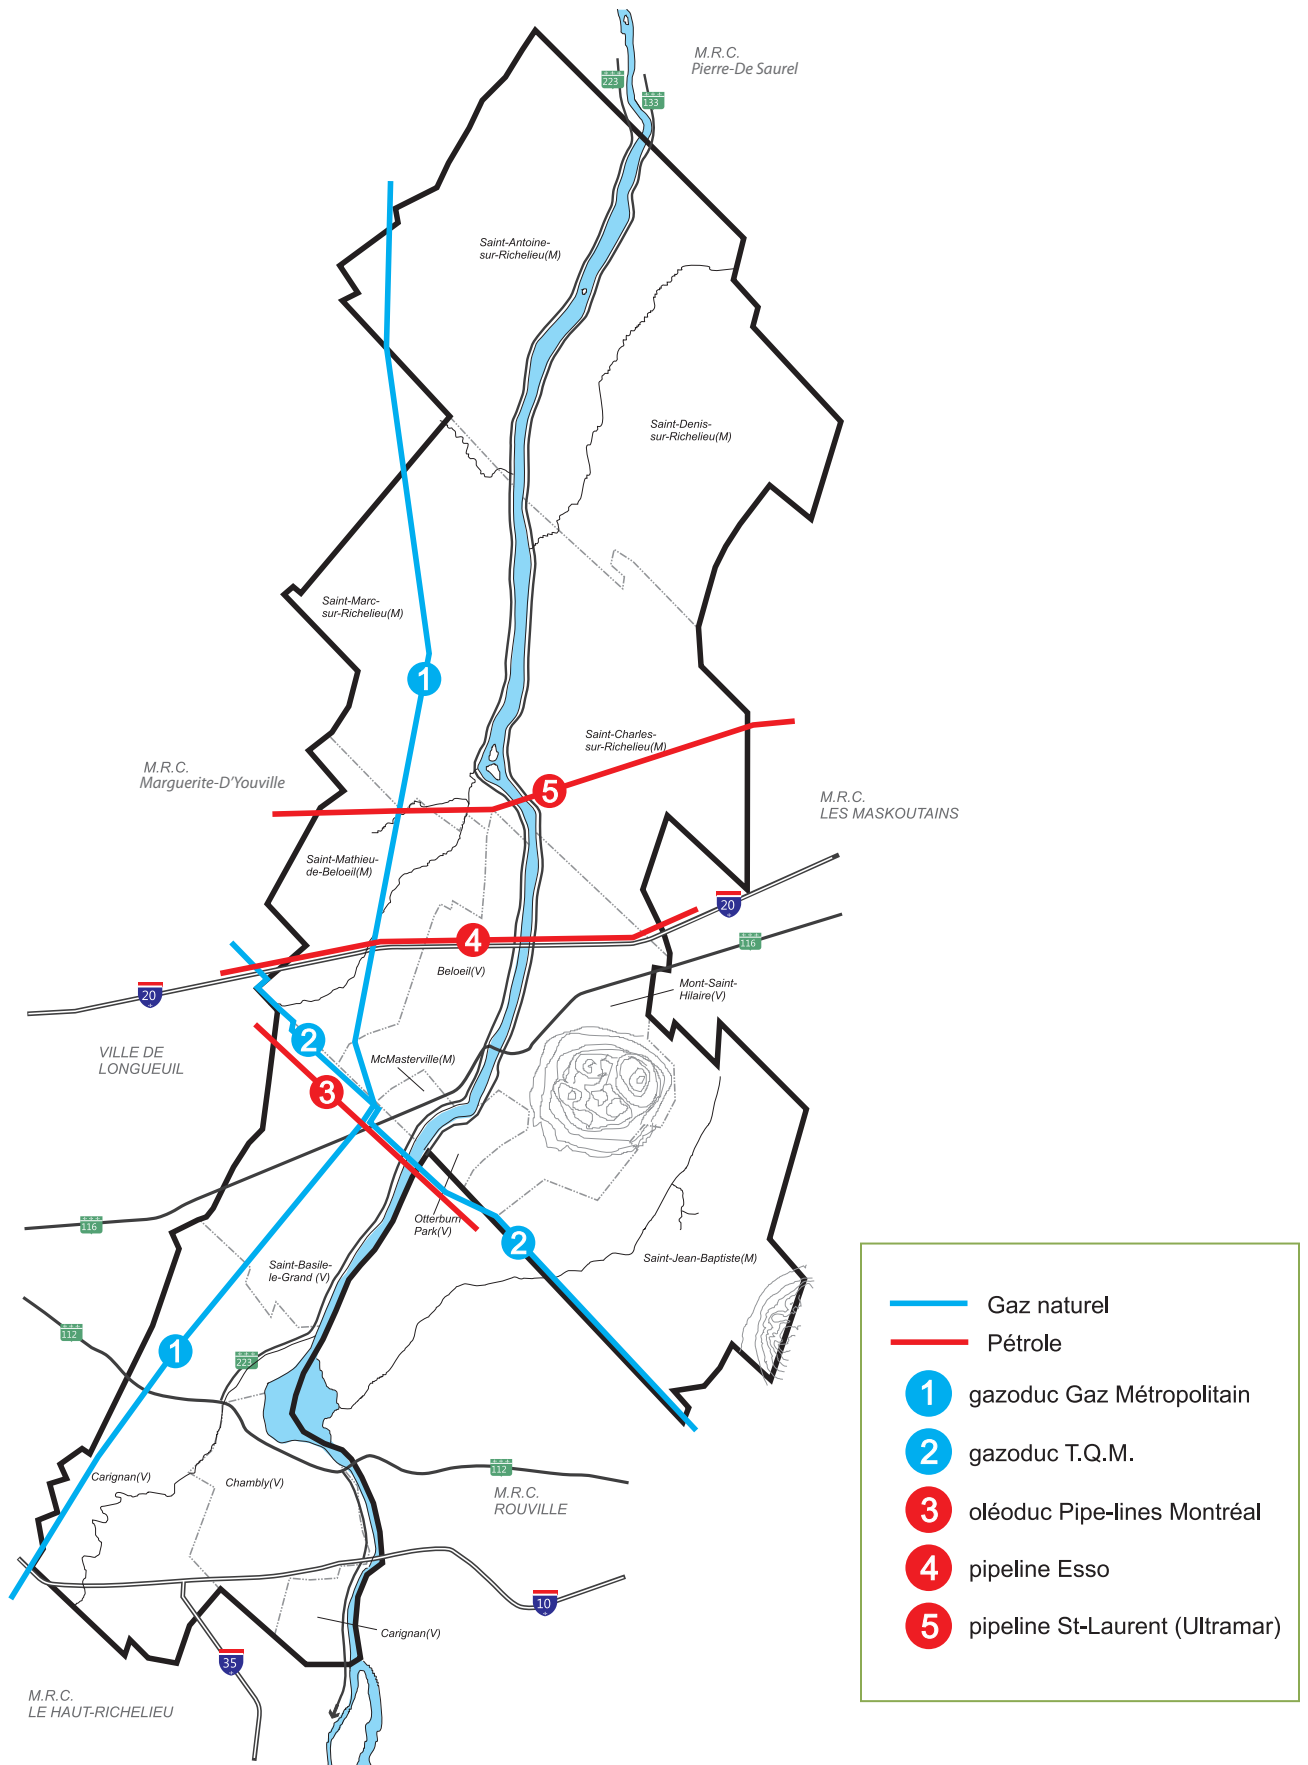 M.R.C.
Pierre-De Saurel
223
133
Saint-Antoine-
sur-Richelieu(M)
Saint-Denis-
sur-Richelieu(M)
Saint-Marc-
sur-Richelieu(M)
1
Saint-Charles-
sur-Richelieu(M)
M.R.C.
Marguerite-D'Youville
5
M.R.C.
LES MASKOUTAINS
Saint-Mathieu-
de-Beloeil(M)
20
4
116
Beloeil(V)
Mont-Saint-
Hilaire(V)
20
2
VILLE DE
LONGUEUIL
McMasterville(M)
3
116
Otterburn
Park(V)
2
Saint-Jean-Baptiste(M)
Saint-Basile-
le-Grand (V)
112
1
223
Carignan(V)
Chambly(V)
112
M.R.C.
ROUVILLE
10
Carignan(V)
35
M.R.C.
LE HAUT-RICHELIEU
Gaz naturel
Pétrole
1 gazoduc Gaz Métropolitain
2 gazoduc T.Q.M.
3 oléoduc Pipe-lines Montréal
4 pipeline Esso
5 pipeline St-Laurent (Ultramar)